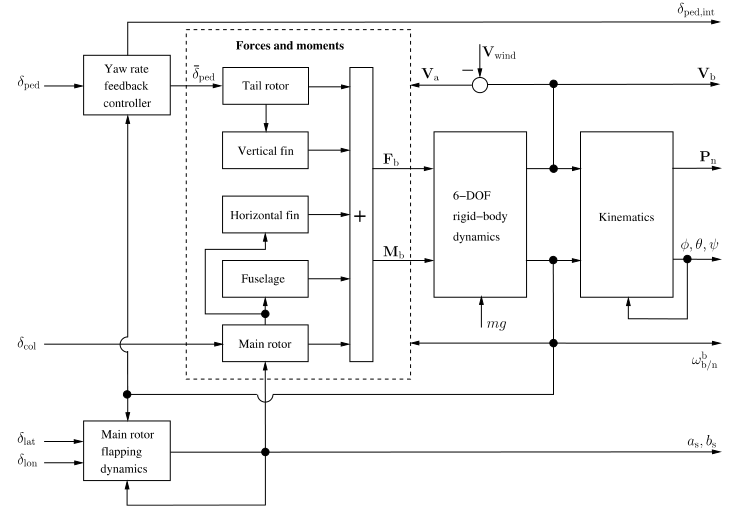 δped,int
Forces and moments
Vwind
Yaw rate
feedback
controller
δped
δ̄ped
Tail rotor
Va
−
Vb
Vertical fin
Fb
6−DOF
rigid−body
dynamics
Kinematics
Pn
Horizontal fin
+
Mb
ϕ, θ, ψ
Fuselage
mg
δcol
Main rotor
ωb/n^b
δlat
δlon
Main rotor
flapping
dynamics
as, bs